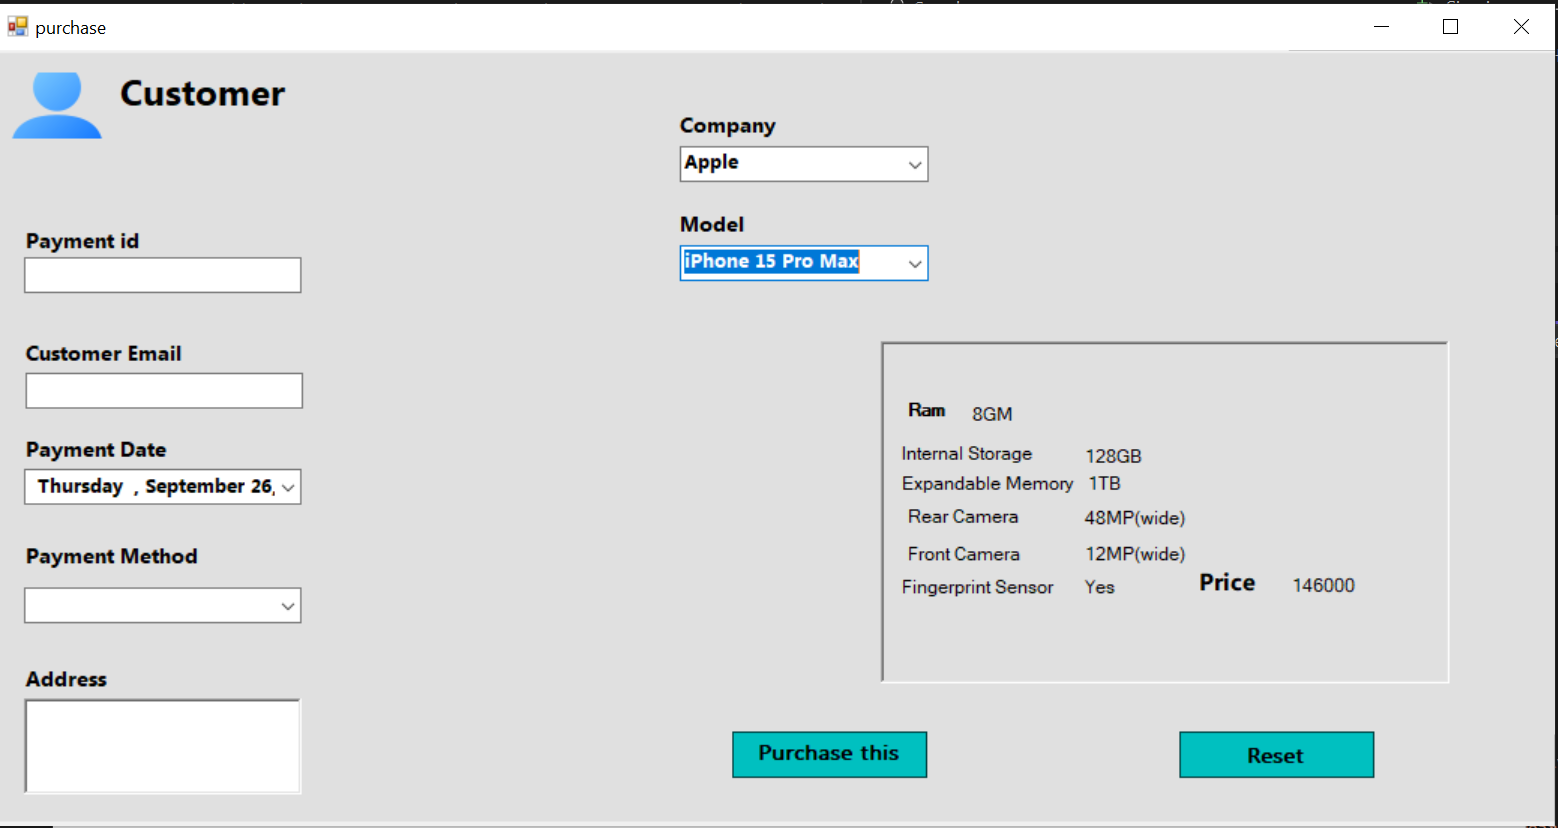 purchase
Customer
Company
Apple
Model
iPhone 15 Pro Max
Payment id
Customer Email
Payment Date
Thursday , September 26,
Payment Method
Address
Ram 8GM
Internal Storage 128GB
Expandable Memory 1TB
Rear Camera 48MP(wide)
Front Camera 12MP(wide)
Fingerprint Sensor Yes Price 146000
Purchase this
Reset